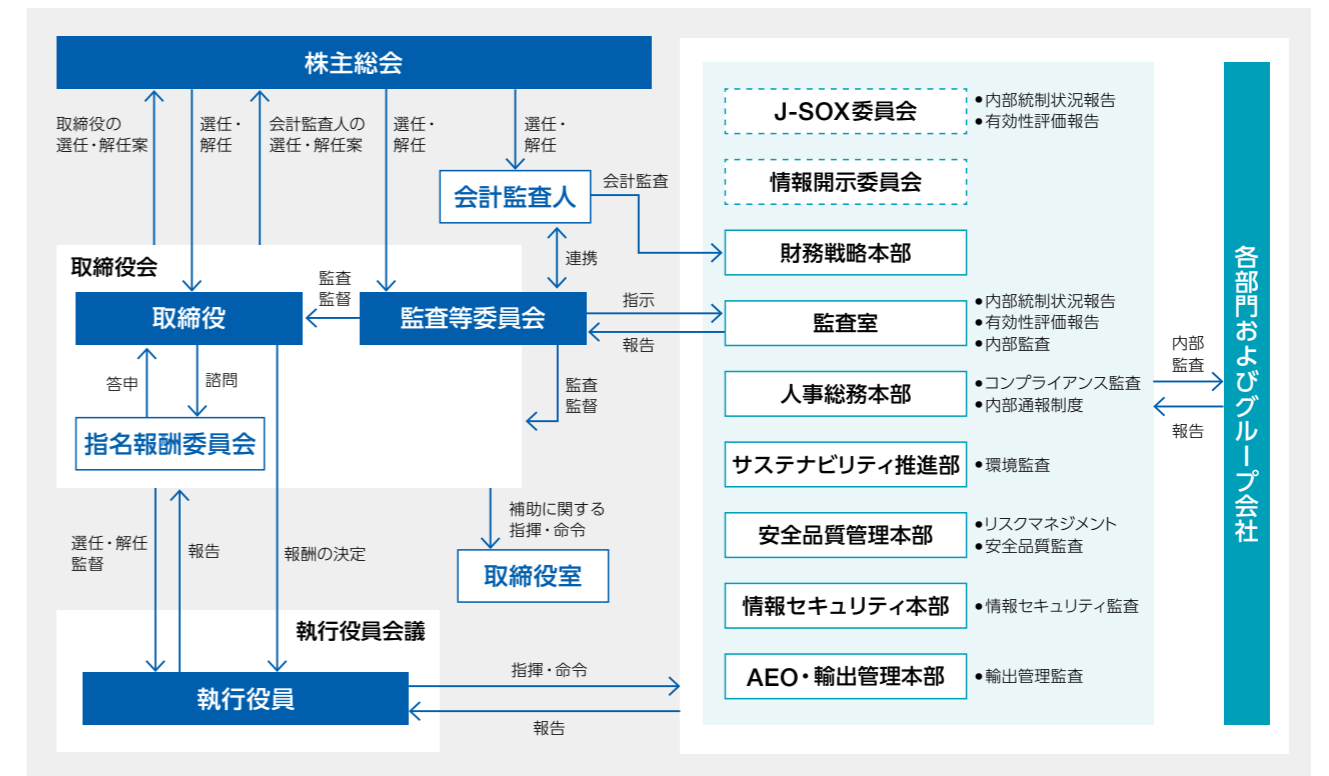 株主総会
取締役の
選任・解任案
選任・
解任
会計監査人の
選任・解任案
選任・
解任
選任・
解任
会計監査人
会計監査
連携
取締役会
取締役
監査
監督
監査等委員会
指示
報告
答申
諮問
監査
監督
指名報酬委員会
選任・解任
監督
報告
報酬の決定
補助に関する
指揮・命令
取締役室
執行役員会議
執行役員
指揮・命令
報告
J-SOX委員会
●内部統制状況報告
●有効性評価報告
情報開示委員会
財務戦略本部
監査室
●内部統制状況報告
●有効性評価報告
●内部監査
人事総務本部
●コンプライアンス監査
●内部通報制度
サステナビリティ推進部
●環境監査
安全品質管理本部
●リスクマネジメント
●安全品質監査
情報セキュリティ本部
●情報セキュリティ監査
AEO・輸出管理本部
●輸出管理監査
内部
監査
報告
各部門およびグループ会社